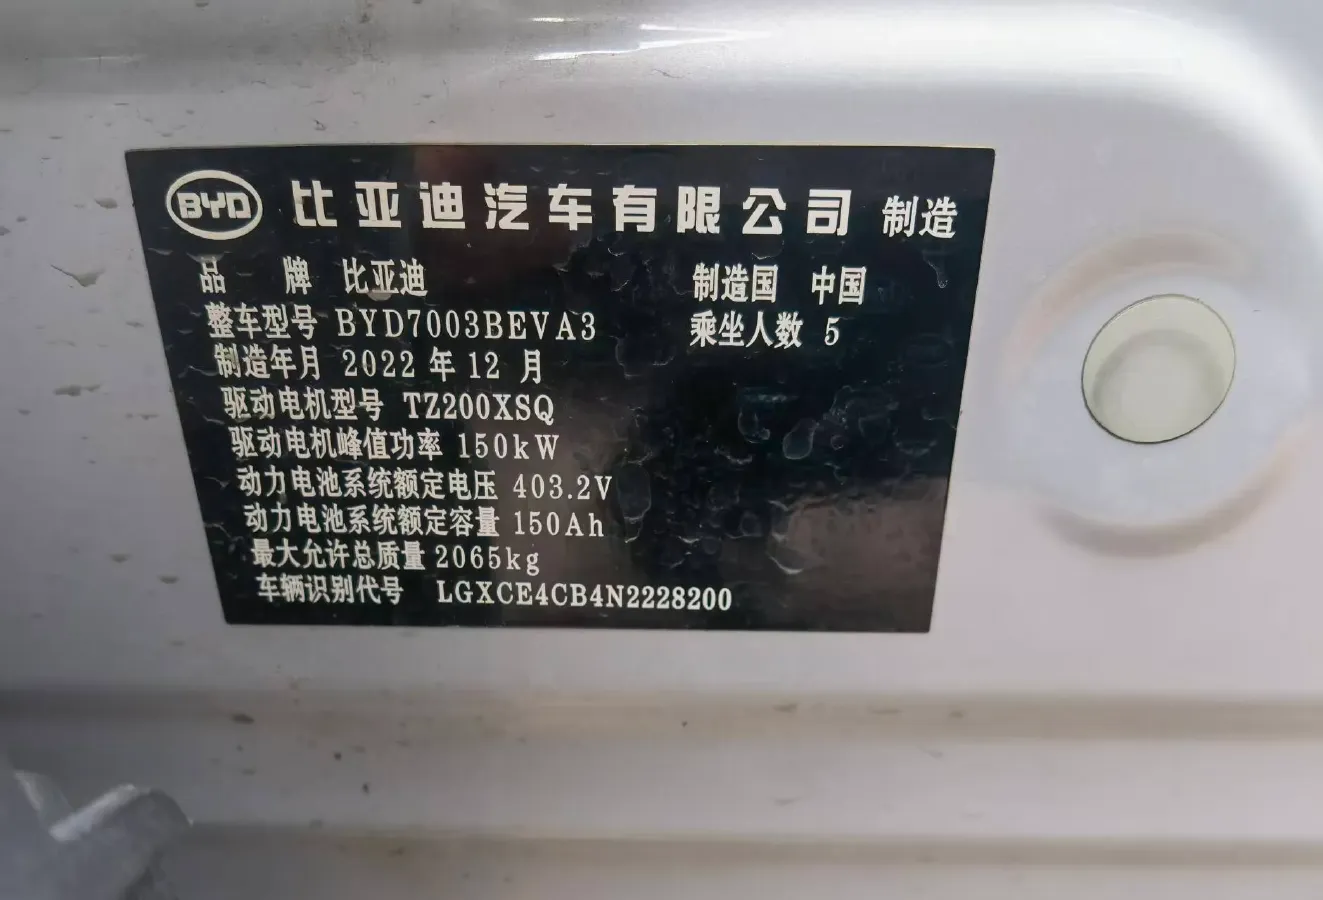 BYD 比亚迪汽车有限公司 制造
品 牌 比亚迪 制造国 中国
整车型号 BYD7003BEVA3 乘坐人数 5
制造年月 2022 年 12 月
驱动电机型号 TZ200XSQ
驱动电机峰值功率 150kW
动力电池系统额定电压 403.2V
动力电池系统额定容量 150Ah
最大允许总质量 2065kg
车辆识别代号 LGXCE4CB4N2228200